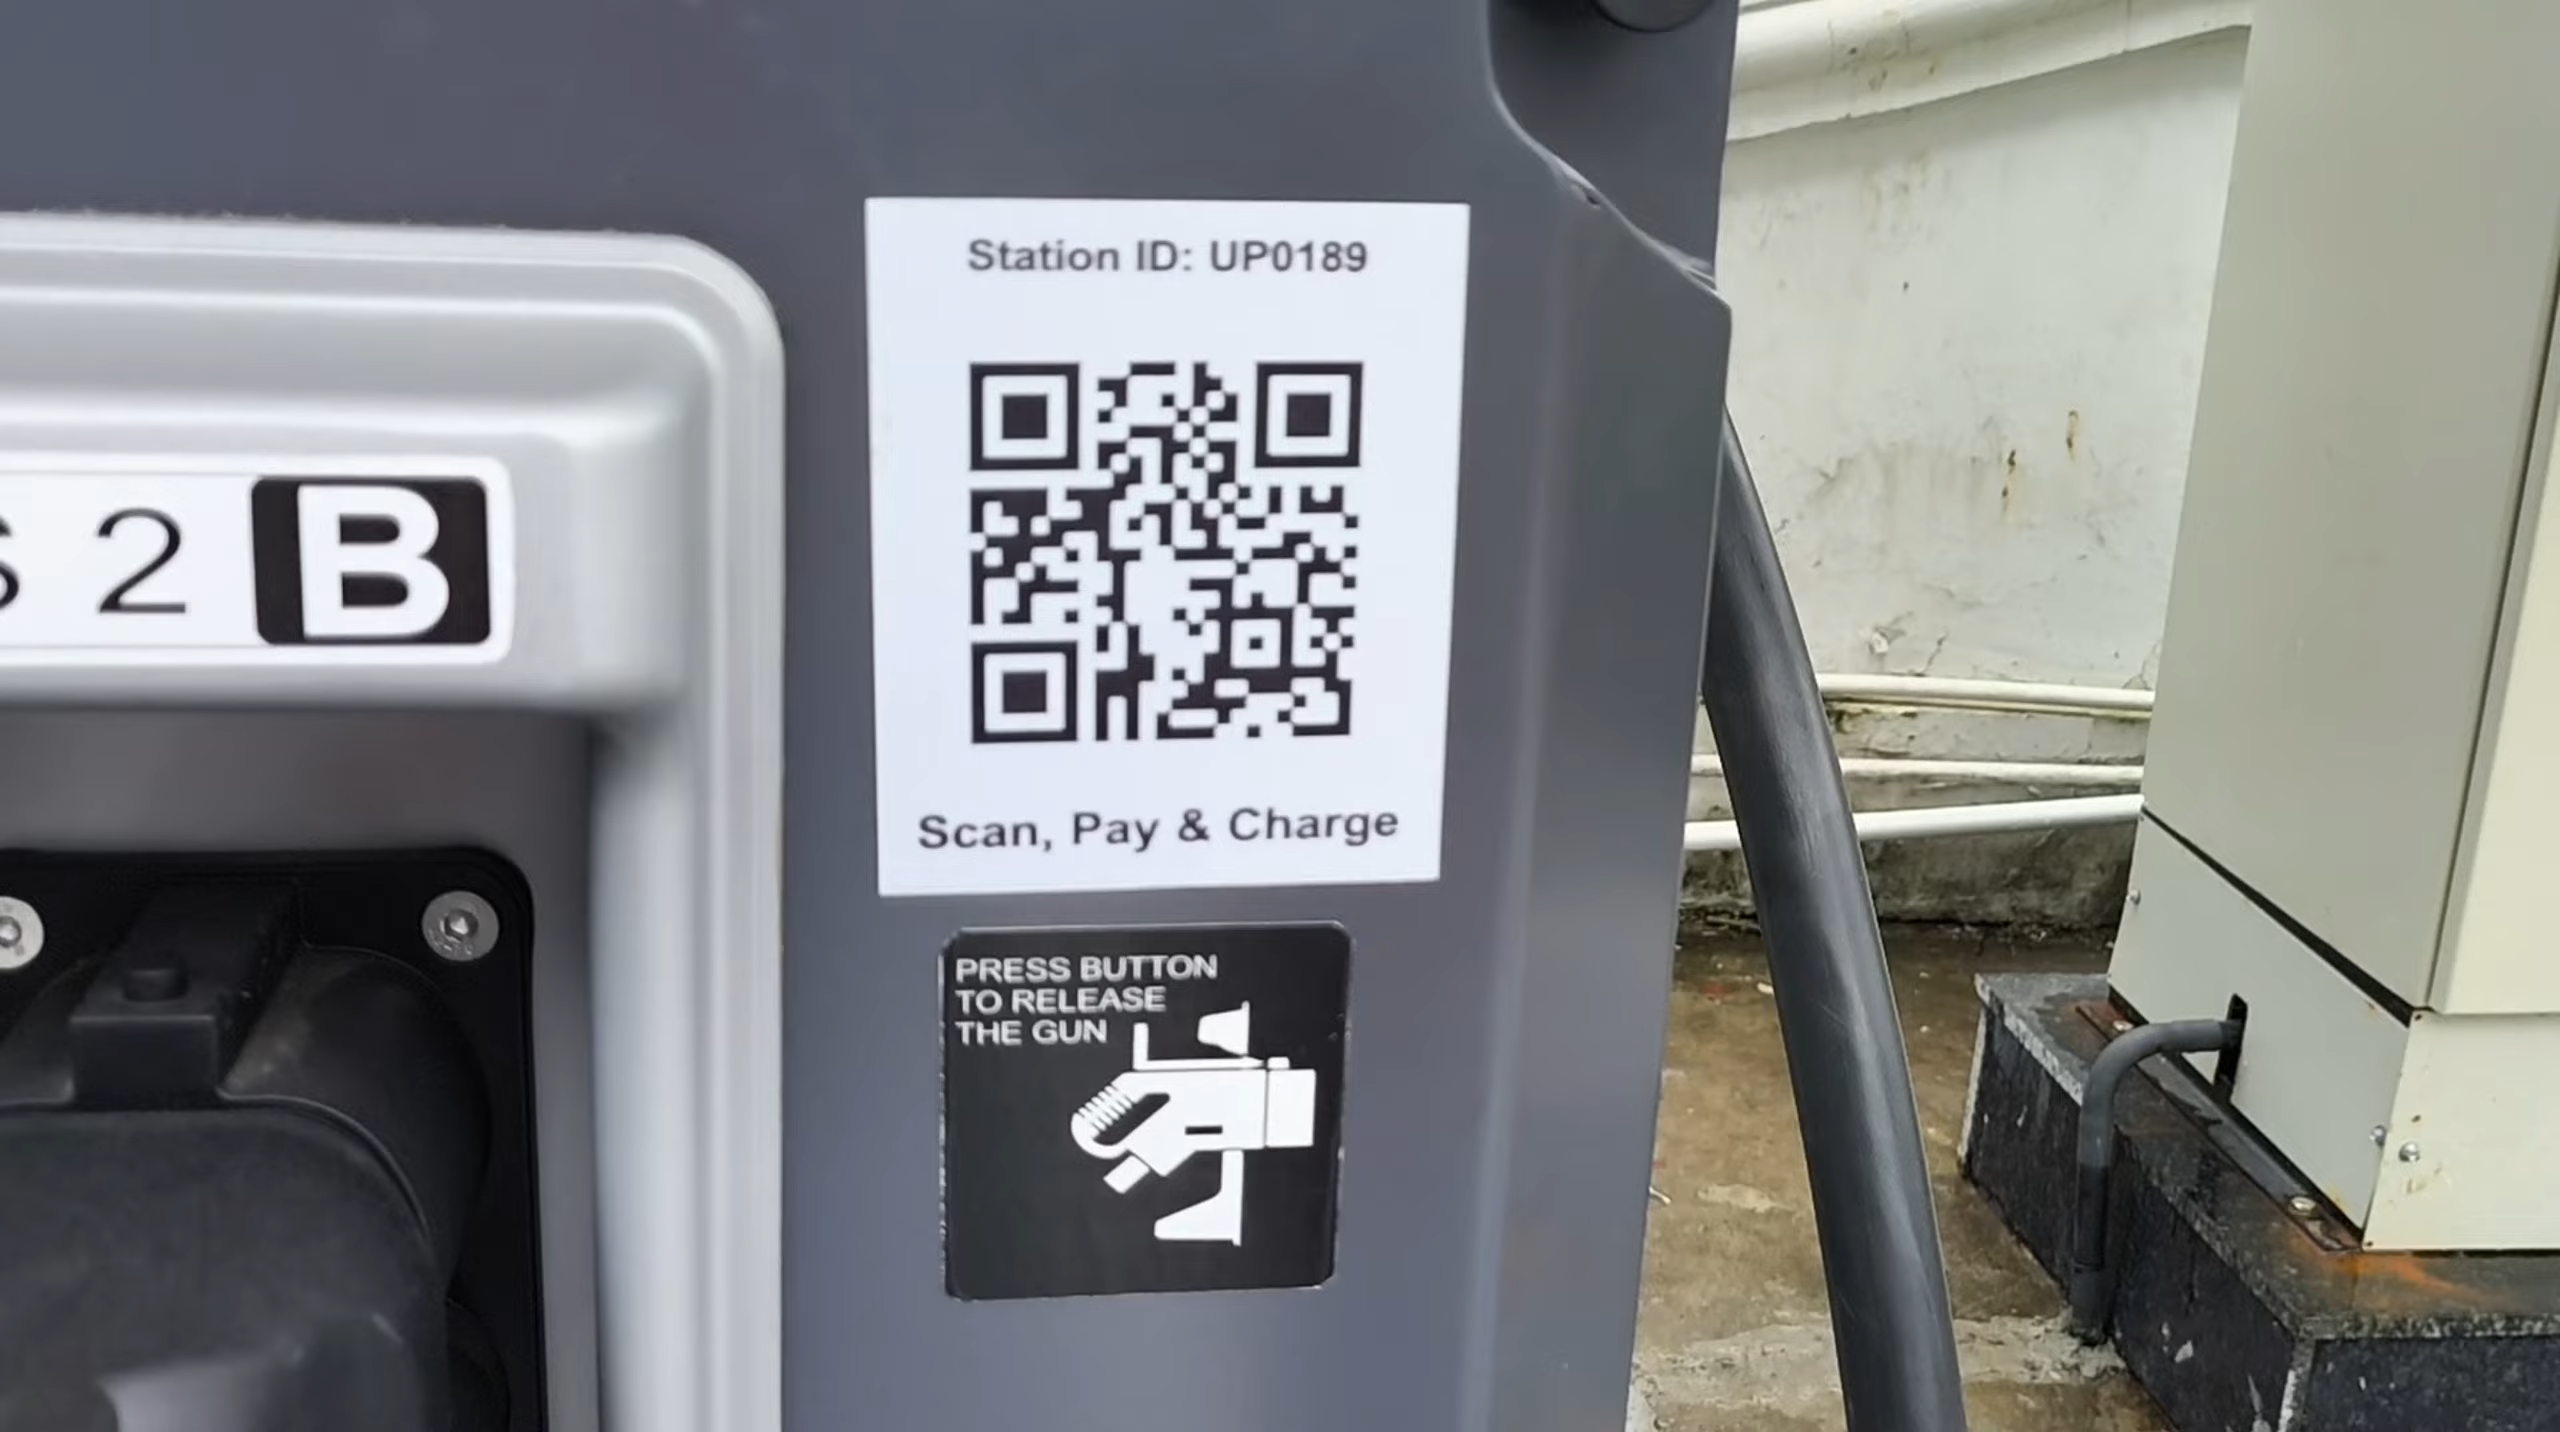 2 B
Station ID: UP0189
Scan, Pay & Charge
PRESS BUTTON
TO RELEASE
THE GUN